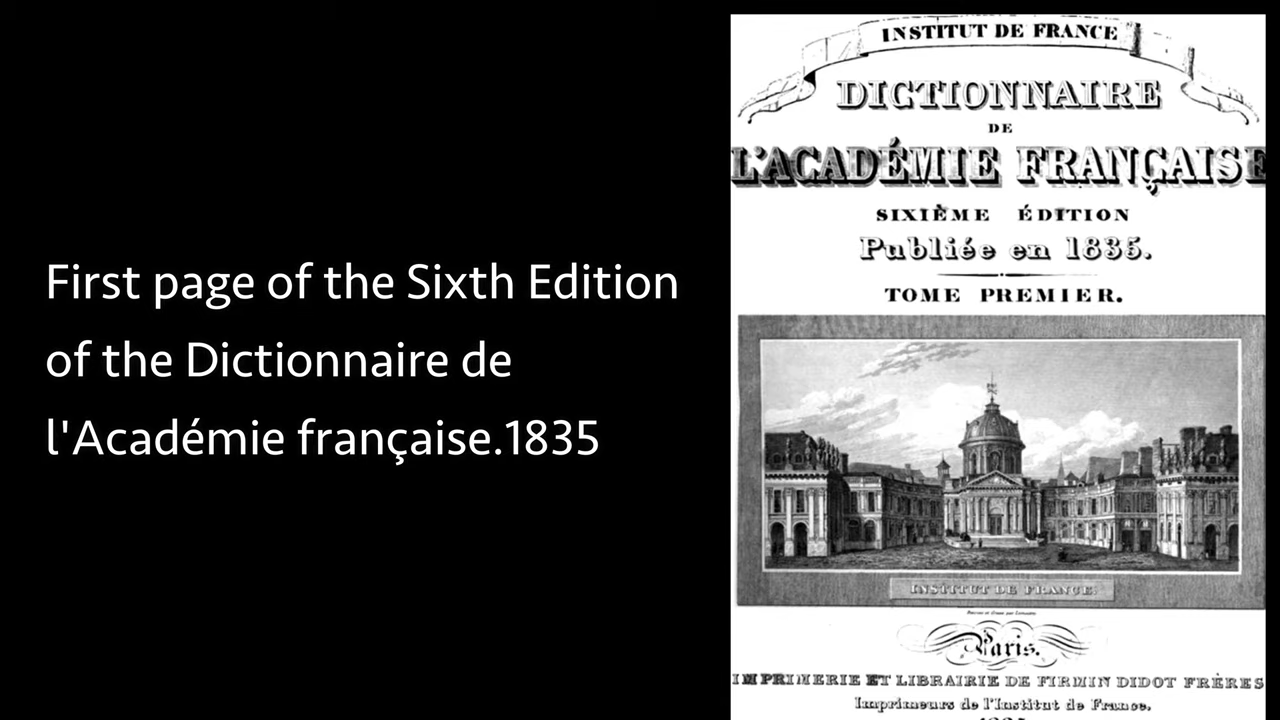 First page of the Sixth Edition
of the Dictionnaire de
l'Académie française.1835
INSTITUT DE FRANCE
DICTIONNAIRE
DE
L'ACADÉMIE FRANÇAISE
SIXIÈME ÉDITION
Publiée en 1835.
TOME PREMIER.
INSTITUT DE FRANCE
Paris.
IMPRIMERIE ET LIBRAIRIE DE FIRMIN DIDOT FRÈRES
Imprimeurs de l'Institut de France.